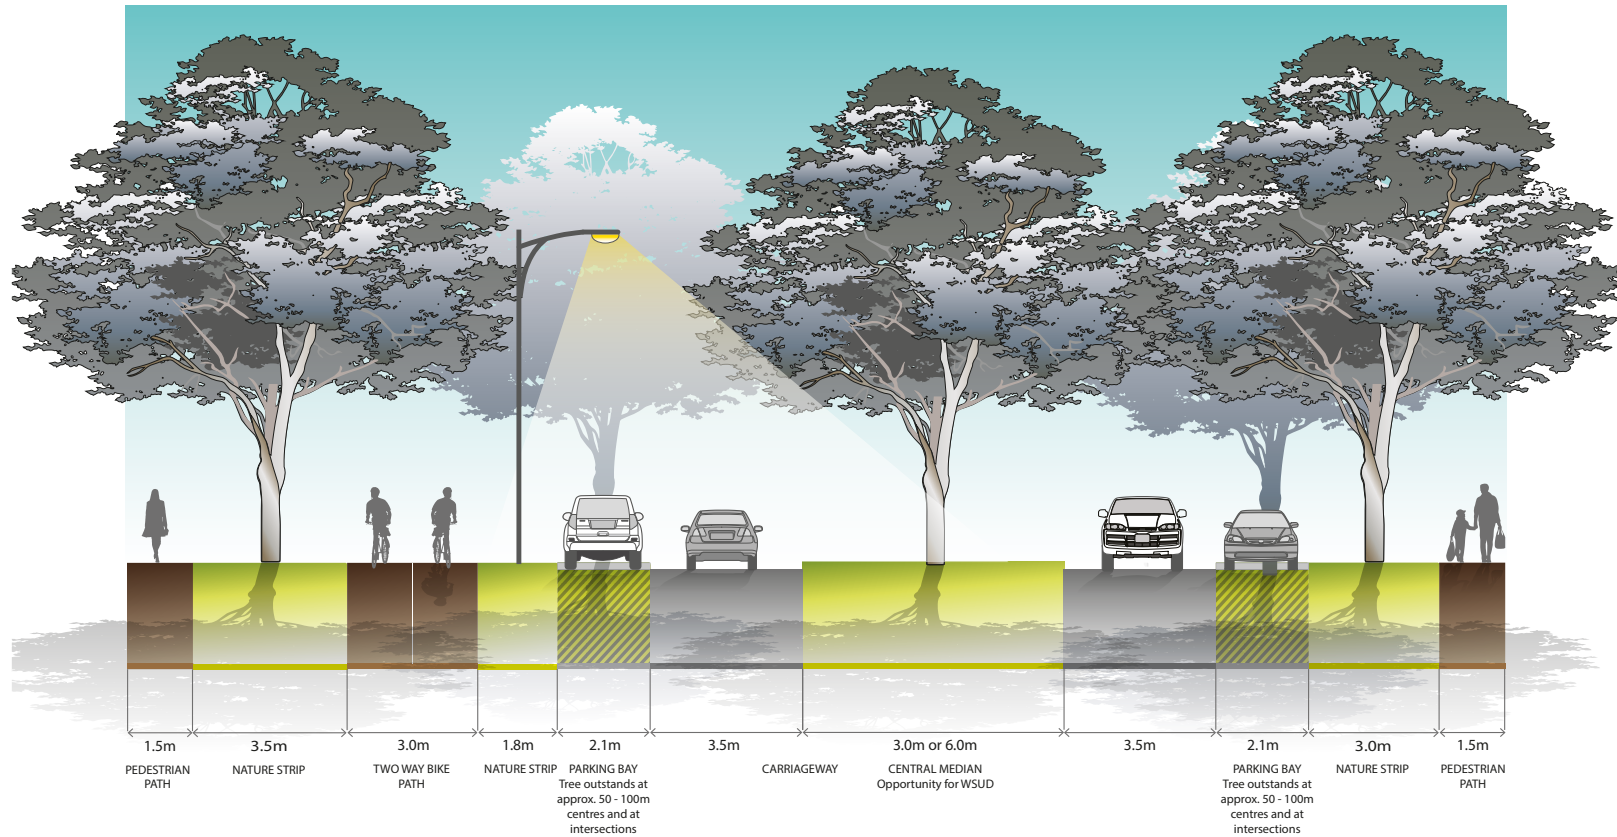 1.5m
3.5m
3.0m
1.8m
2.1m
3.5m
3.0m or 6.0m
3.5m
2.1m
3.0m
1.5m
PEDESTRIAN
PATH
NATURE STRIP
TWO WAY BIKE
PATH
NATURE STRIP
PARKING BAY
Tree outstands at
approx. 50 - 100m
centres and at
intersections
CARRIAGEWAY
CENTRAL MEDIAN
Opportunity for WSUD
PARKING BAY
Tree outstands at
approx. 50 - 100m
centres and at
intersections
NATURE STRIP
PEDESTRIAN
PATH